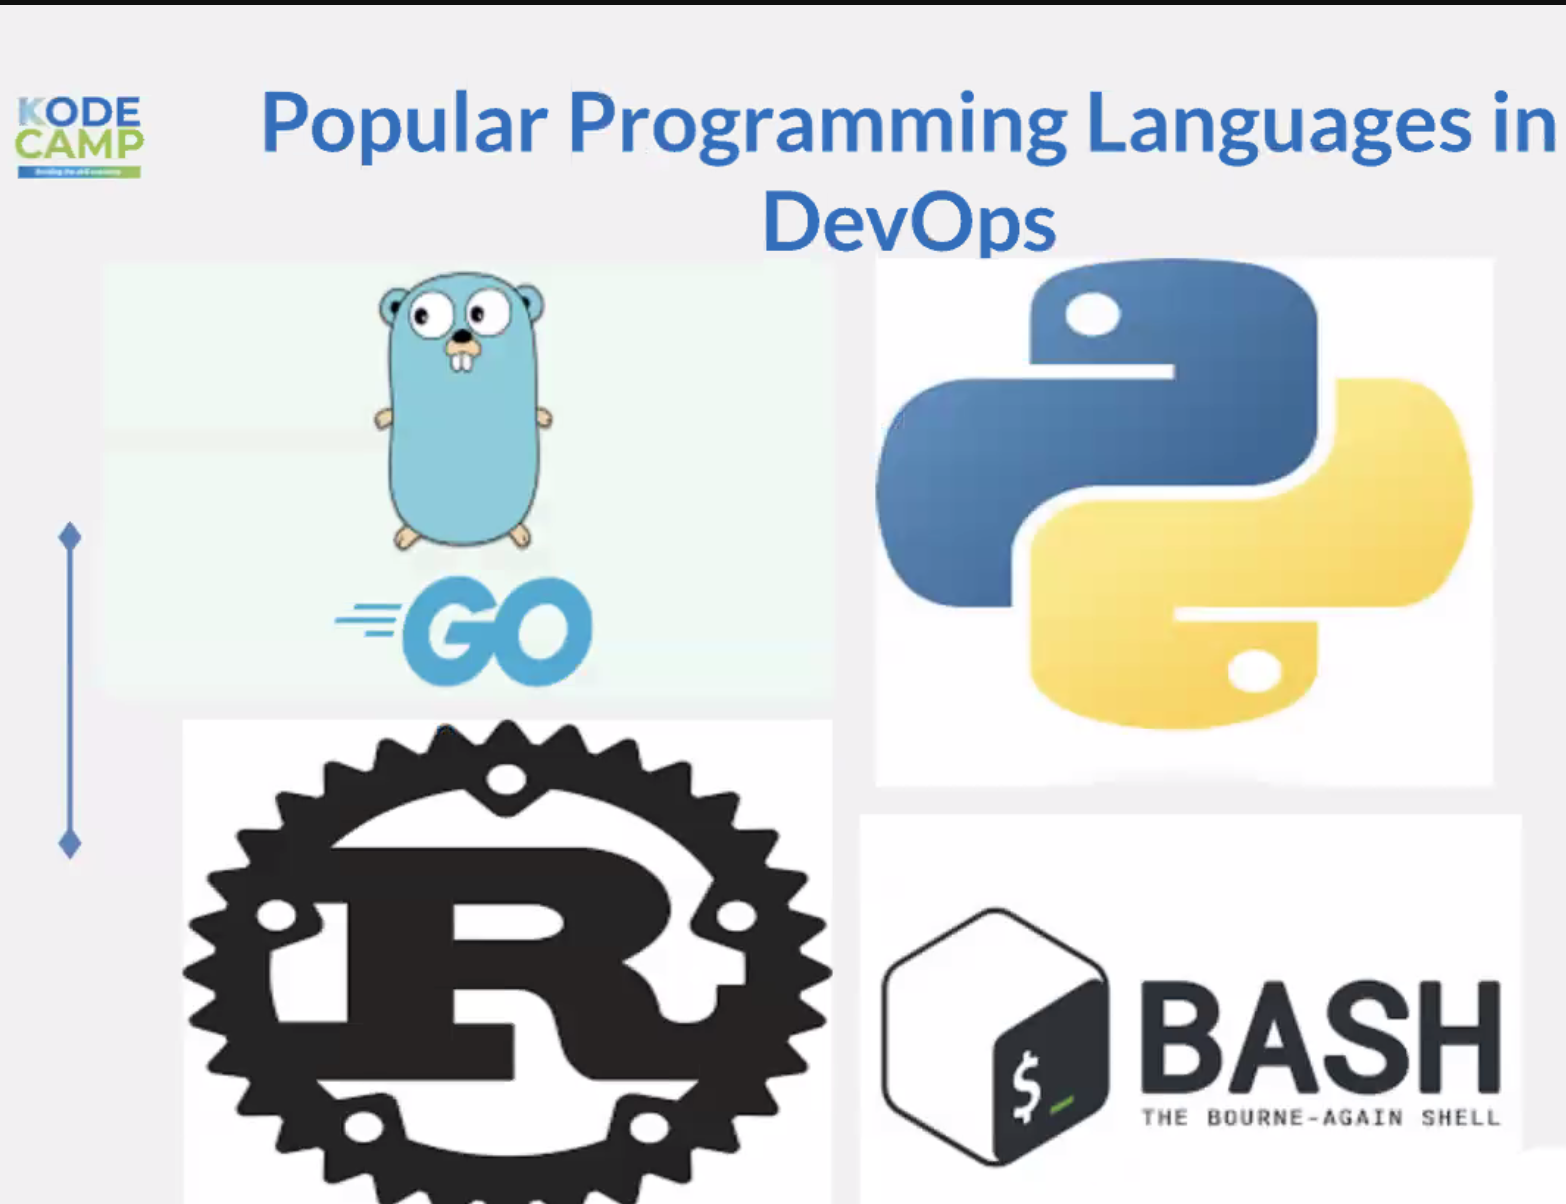 KODE
CAMP
Popular Programming Languages in
DevOps
GO
R
$_
BASH
THE BOURNE-AGAIN SHELL